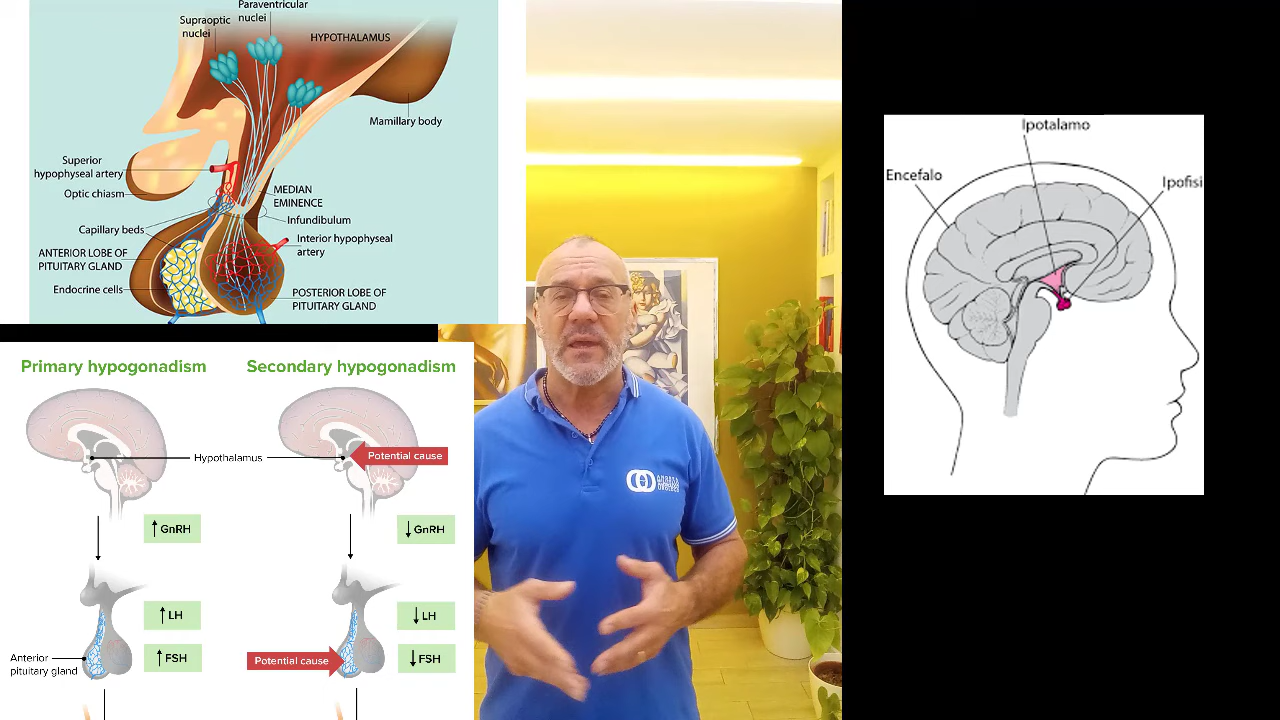 Paraventricular
nuclei
Supraoptic
nuclei
HYPOTHALAMUS
Mamillary body
Superior
hypophyseal artery
Optic chiasm
MEDIAN
EMINENCE
Infundibulum
Capillary beds
Interior hypophyseal
artery
ANTERIOR LOBE OF
PITUITARY GLAND
Endocrine cells
POSTERIOR LOBE OF
PITUITARY GLAND
Primary hypogonadism
Secondary hypogonadism
Hypothalamus
Potential cause
↑ GnRH
↓ GnRH
↑ LH
↓ LH
↑ FSH
↓ FSH
Anterior
pituitary gland
Potential cause
Ipotalamo
Encefalo
Ipofisi